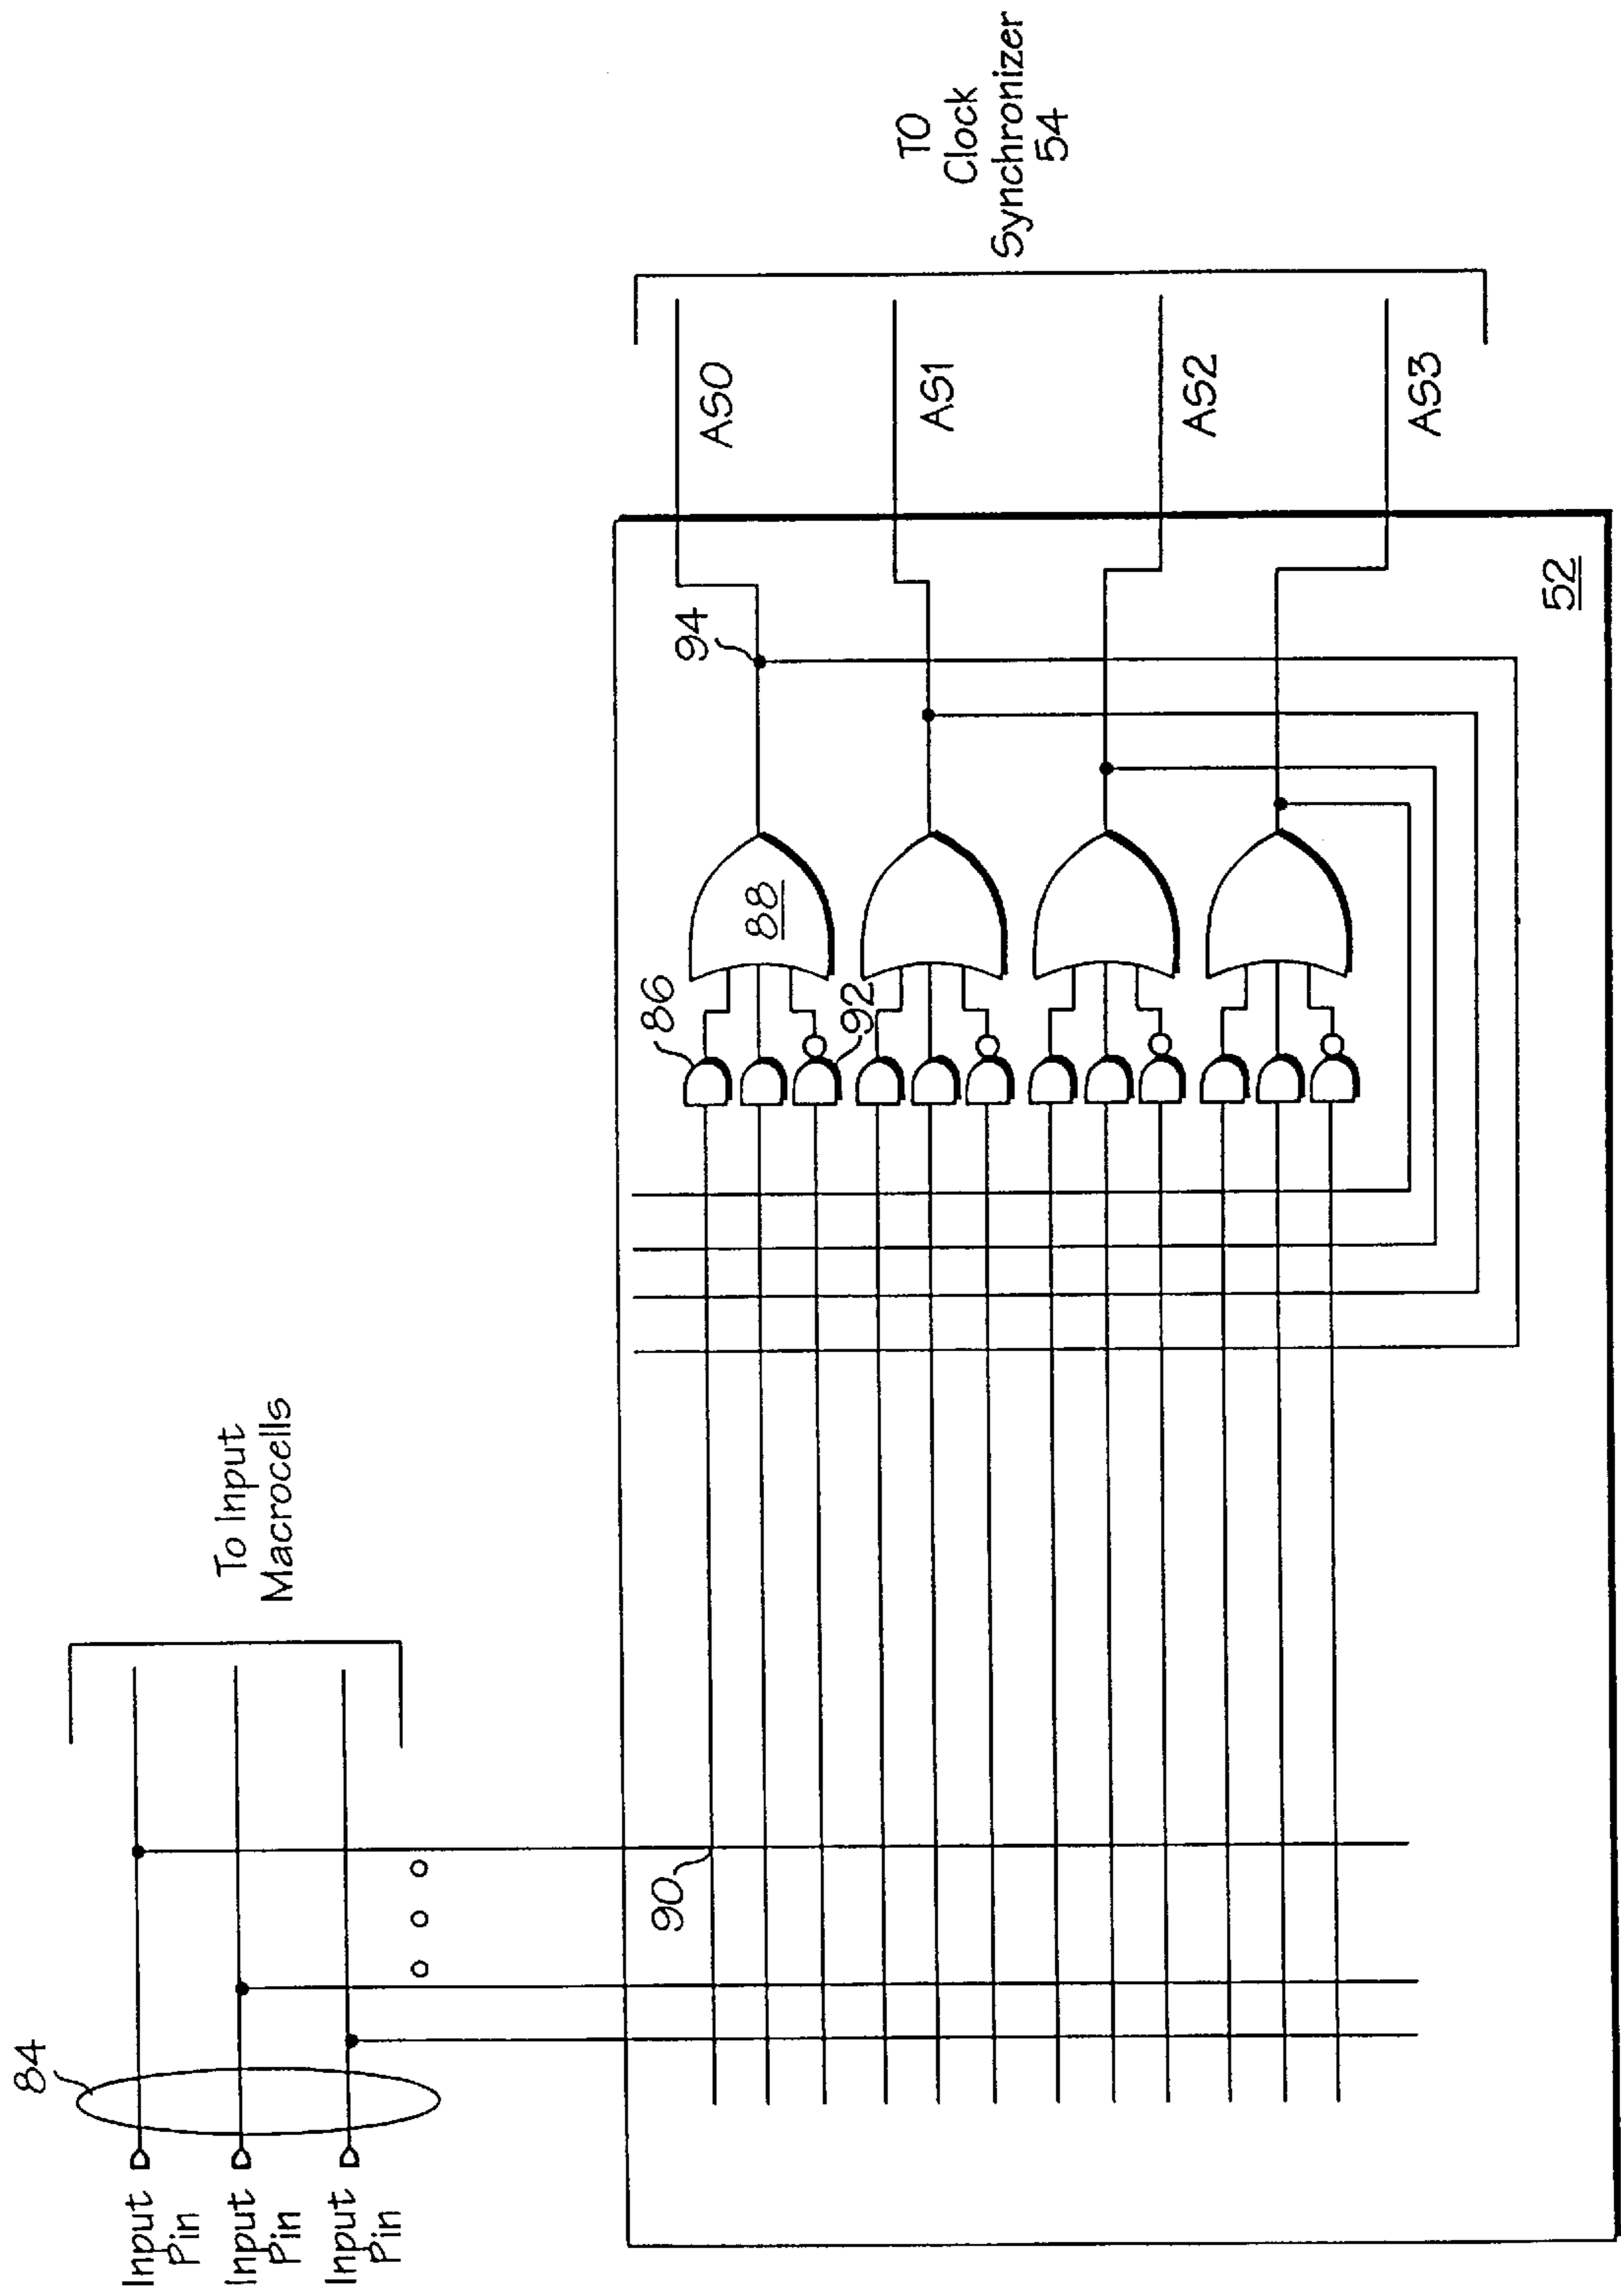 84
Input
Pin
Input
Pin
Input
Pin
To Input
Macrocells
90
86
88
92
94
AS0
AS1
AS2
AS3
TO
Clock
Synchronizer
54
52